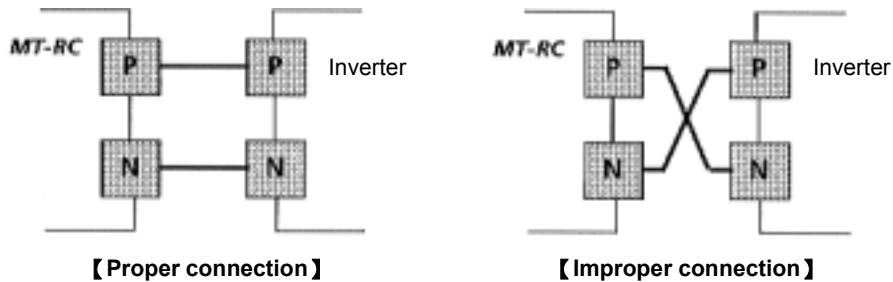 MT-RC P P Inverter
N N
【Proper connection】
MT-RC P P Inverter
N N
【Improper connection】